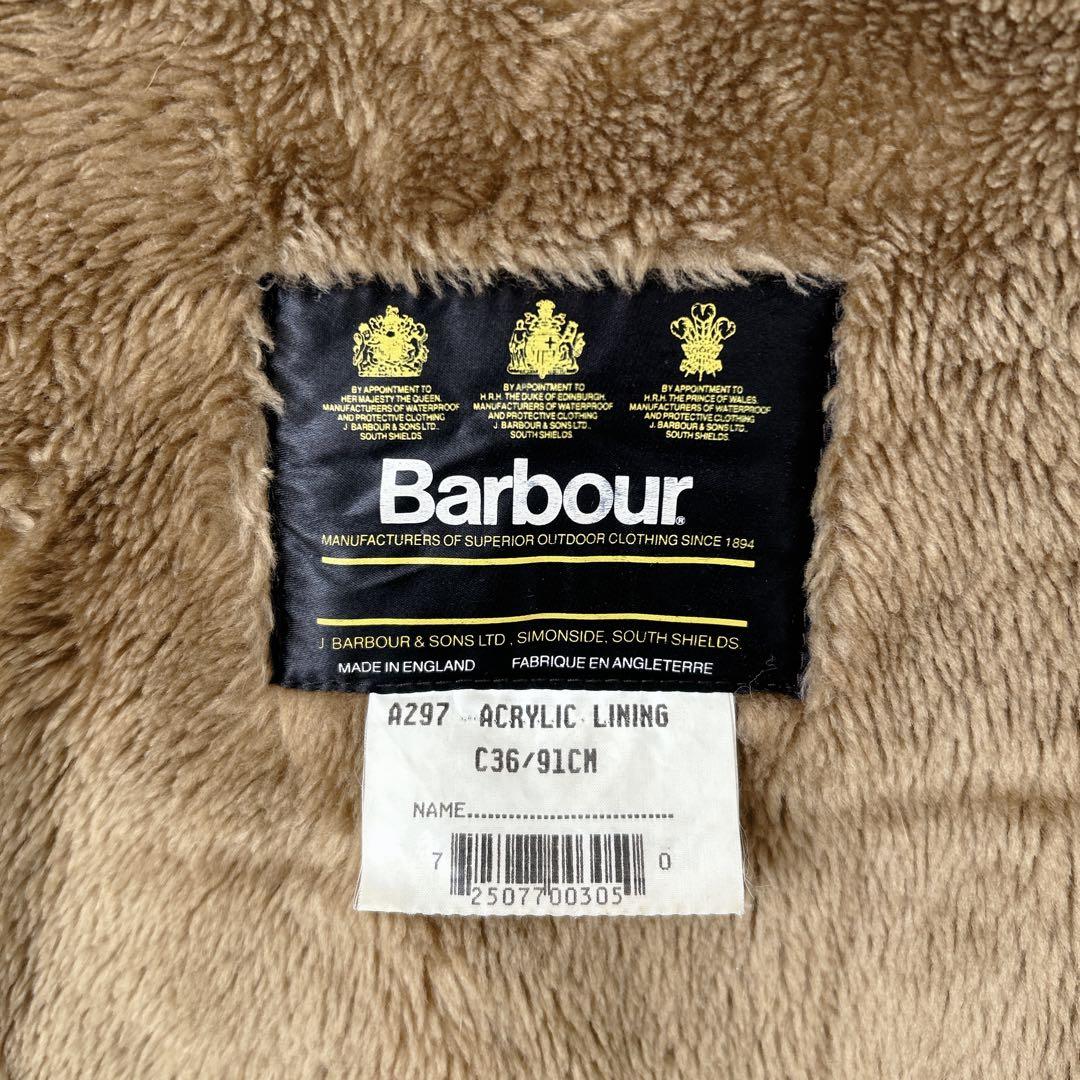 BY APPOINTMENT TO
HER MAJESTY THE QUEEN.
MANUFACTURERS OF WATERPROOF
AND PROTECTIVE CLOTHING
J. BARBOUR & SONS LTD.
SOUTH SHIELDS.
BY APPOINTMENT TO
H.R.H. THE DUKE OF EDINBURGH.
MANUFACTURERS OF WATERPROOF
AND PROTECTIVE CLOTHING
J. BARBOUR & SONS LTD.,
SOUTH SHIELDS.
BY APPOINTMENT TO
H.R.H. THE PRINCE OF WALES.
MANUFACTURERS OF WATERPROOF
AND PROTECTIVE CLOTHING
J. BARBOUR & SONS LTD.,
SOUTH SHIELDS.
Barbour®
MANUFACTURERS OF SUPERIOR OUTDOOR CLOTHING SINCE 1894
J. BARBOUR & SONS LTD., SIMONSIDE, SOUTH SHIELDS.
MADE IN ENGLAND FABRIQUE EN ANGLETERRE
A297 ACRYLIC LINING
C36/91CM
NAME..............................
7 2507700305 0